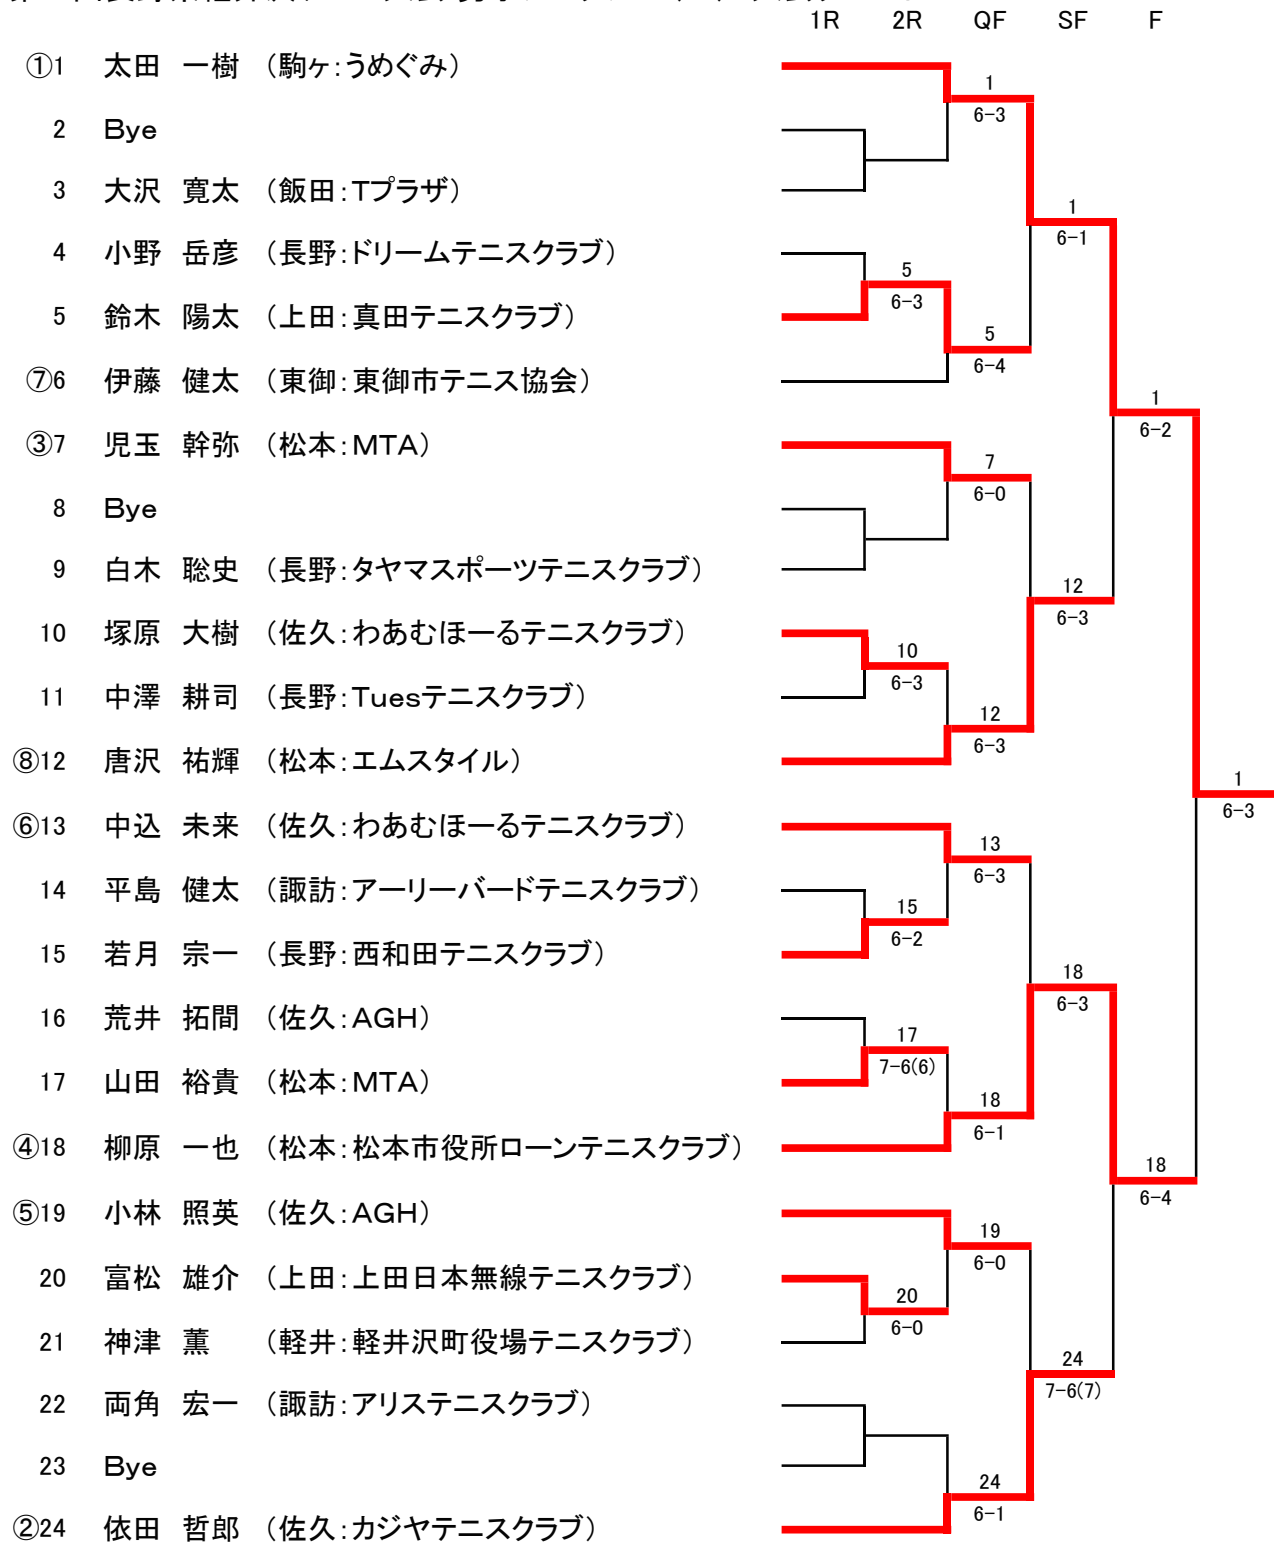 1R 2R QF SF F
①1 太田 一樹 (駒ヶ:うめぐみ)
1
6-3
2 Bye
3 大沢 寛太 (飯田:Tプラザ)
1
6-1
4 小野 岳彦 (長野:ドリームテニスクラブ)
5
6-3
5 鈴木 陽太 (上田:真田テニスクラブ)
5
6-4
⑦6 伊藤 健太 (東御:東御市テニス協会)
1
6-2
③7 児玉 幹弥 (松本:MTA)
7
6-0
8 Bye
9 白木 聡史 (長野:タヤマスポーツテニスクラブ)
12
6-3
10 塚原 大樹 (佐久:わあむほーるテニスクラブ)
10
6-3
11 中澤 耕司 (長野:Tuesテニスクラブ)
12
6-3
⑧12 唐沢 祐輝 (松本:エムスタイル)
1
6-3
⑥13 中込 未来 (佐久:わあむほーるテニスクラブ)
13
6-3
14 平島 健太 (諏訪:アーリーバードテニスクラブ)
15
6-2
15 若月 宗一 (長野:西和田テニスクラブ)
18
6-3
16 荒井 拓間 (佐久:AGH)
17
7-6(6)
17 山田 裕貴 (松本:MTA)
18
6-1
④18 柳原 一也 (松本:松本市役所ローンテニスクラブ)
18
6-4
⑤19 小林 照英 (佐久:AGH)
19
6-0
20 富松 雄介 (上田:上田日本無線テニスクラブ)
20
6-0
21 神津 薫 (軽井:軽井沢町役場テニスクラブ)
24
7-6(7)
22 両角 宏一 (諏訪:アリステニスクラブ)
23 Bye
24
6-1
②24 依田 哲郎 (佐久:カジヤテニスクラブ)